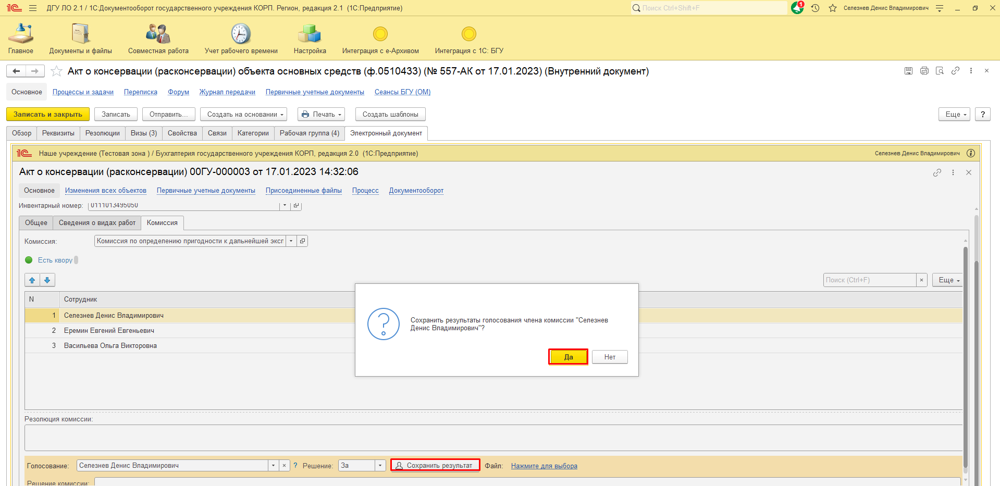 1С ДГУ ЛО 2.1 / 1С:Документооборот государственного учреждения КОРП. Регион, редакция 2.1 (1С:Предприятие) Поиск Ctrl+Shift+F 1 Селезнев Денис Владимирович
Главное Документы и файлы Совместная работа Учет рабочего времени Настройка Интеграция с е-Архивом Интеграция с 1С: БГУ
Акт о консервации (расконсервации) объекта основных средств (ф.0510433) (№ 557-АК от 17.01.2023) (Внутренний документ)
Основное Процессы и задачи Переписка Форум Журнал передачи Первичные учетные документы Сеансы БГУ (ОМ)
Записать и закрыть Записать Отправить... Создать на основании Печать Создать шаблоны Еще ?
Обзор Реквизиты Резолюции Визы (3) Свойства Связи Категории Рабочая группа (4) Электронный документ
1С Наше учреждение (Тестовая зона ) / Бухгалтерия государственного учреждения КОРП, редакция 2.0 (1С:Предприятие) Селезнев Денис Владимирович
Акт о консервации (расконсервации) 00ГУ-000003 от 17.01.2023 14:32:06
Основное Изменения всех объектов Первичные учетные документы Присоединенные файлы Процесс Документооборот
Инвентарный номер: 0111013495050
Общее Сведения о видах работ Комиссия
Комиссия: Комиссия по определению пригодности к дальнейшей эксп
Естьквору
Поиск (Ctrl+F) × Еще
N Сотрудник
1 Селезнев Денис Владимирович
2 Еремин Евгений Евгеньевич
3 Васильева Ольга Викторовна
?
Сохранить результаты голосования члена комиссии "Селезнев
Денис Владимирович"?
Да Нет
Резолюция комиссии:
Голосование: Селезнев Денис Владимирович × ? Решение: За Сохранить результат Файл: Нажмите для выбора
Решение комиссии: